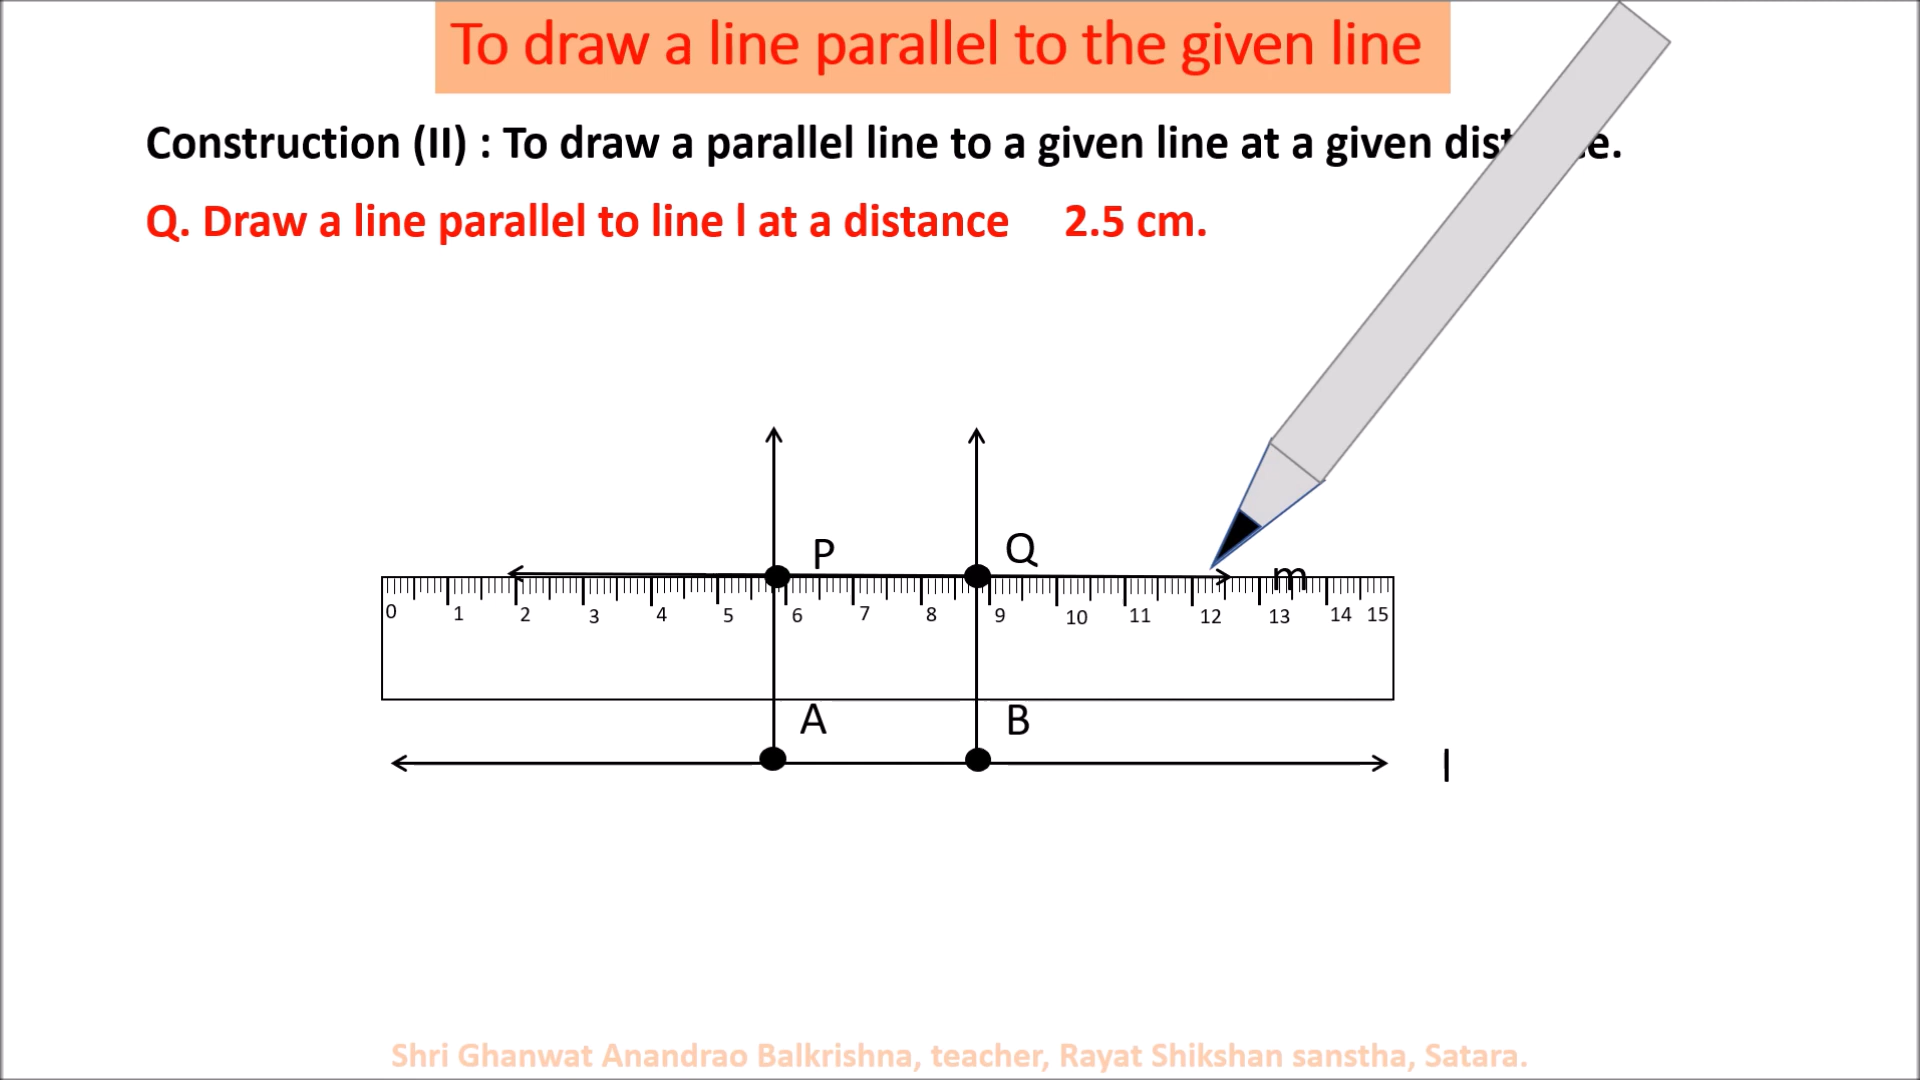 To draw a line parallel to the given line
Construction (II) : To draw a parallel line to a given line at a given
Q. Draw a line parallel to line l at a distance 2.5 cm.
P Q
m
0 1 2 3 4 5 6 7 8 9 10 11 12 13 14 15
A B
l
Shri Ghanwat Anandrao Balkrishna, teacher, Rayat Shikshan sanstha, Satara.